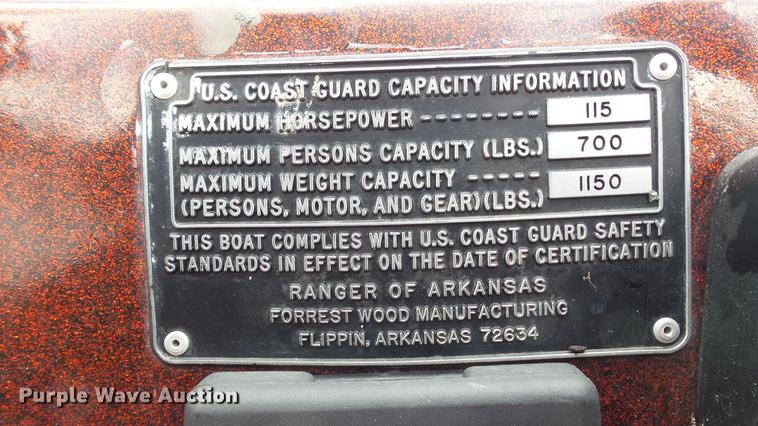 U.S. COAST GUARD CAPACITY INFORMATION
MAXIMUM HORSEPOWER -------- 115
MAXIMUM PERSONS CAPACITY (LBS.) 700
MAXIMUM WEIGHT CAPACITY ----- 1150
(PERSONS, MOTOR, AND GEAR)(LBS.)
THIS BOAT COMPLIES WITH U.S. COAST GUARD SAFETY
STANDARDS IN EFFECT ON THE DATE OF CERTIFICATION
RANGER OF ARKANSAS
FORREST WOOD MANUFACTURING
FLIPPIN, ARKANSAS 72634
Purple Wave Auction